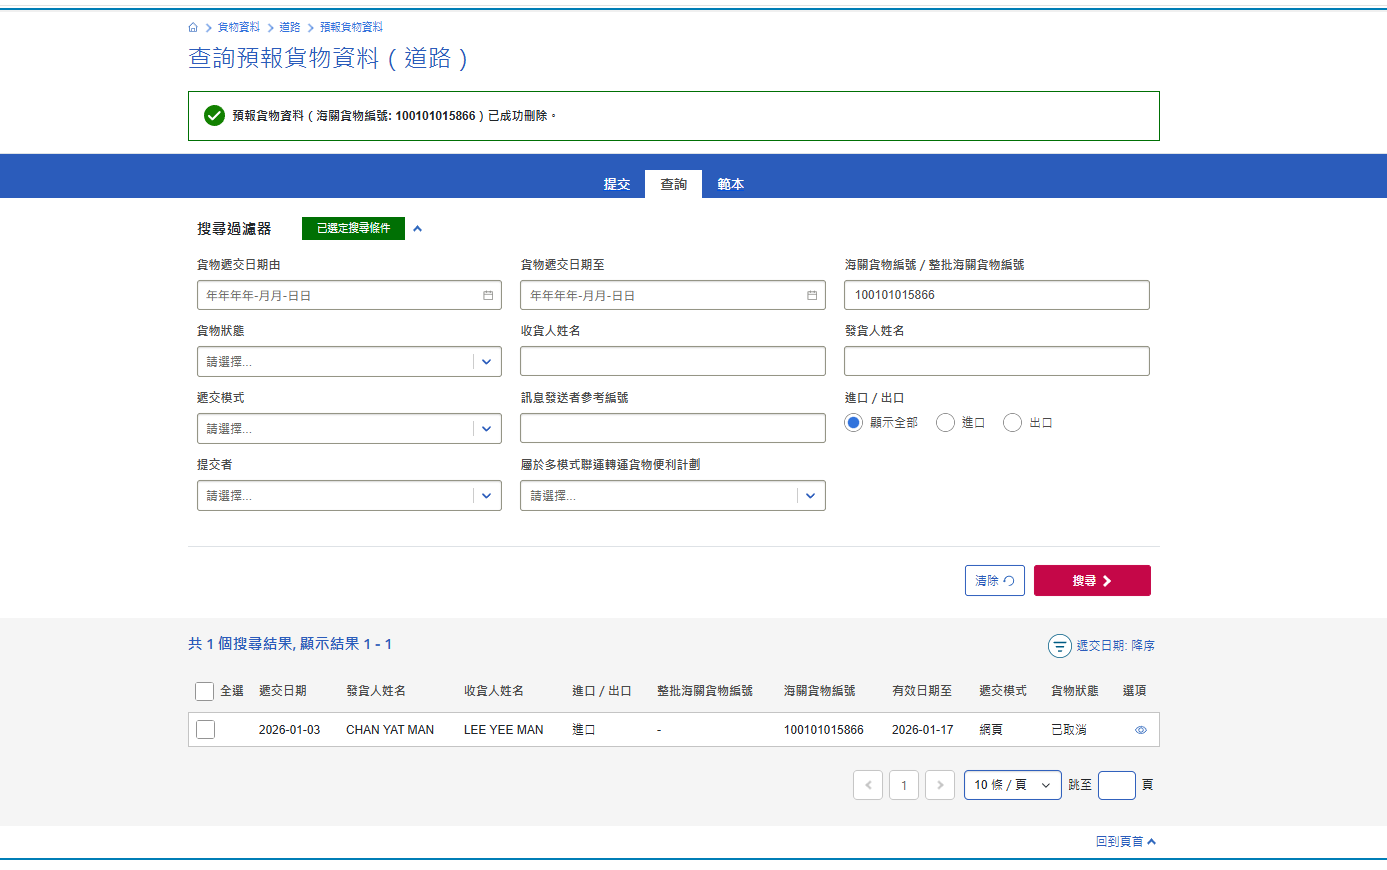 貨物資料 道路 預報貨物資料
查詢預報貨物資料 ( 道路 )
預報貨物資料 ( 海關貨物編號: 100101015866 ) 已成功刪除。
提交 查詢 範本
搜尋過濾器 已選定搜尋條件
貨物遞交日期由 貨物遞交日期至 海關貨物編號 / 整批海關貨物編號
年年年年-月月-日日 年年年年-月月-日日 100101015866
貨物狀態 收貨人姓名 發貨人姓名
請選擇...
遞交模式 訊息發送者參考編號 進口 / 出口
請選擇... 顯示全部 進口 出口
提交者 屬於多模式聯運轉運貨物便利計劃
請選擇... 請選擇...
清除 搜尋
共 1 個搜尋結果, 顯示結果 1 - 1 遞交日期: 降序
全選 遞交日期 發貨人姓名 收貨人姓名 進口 / 出口 整批海關貨物編號 海關貨物編號 有效日期至 遞交模式 貨物狀態 選項
2026-01-03 CHAN YAT MAN LEE YEE MAN 進口 - 100101015866 2026-01-17 網頁 已取消
1 10 條 / 頁 跳至 頁
回到頁首